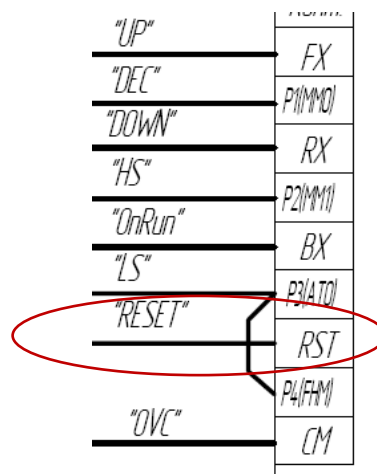 "UP"
FX
"DEC"
P1(MM0)
"DOWN"
RX
"HS"
P2(MM1)
"OnRun"
BX
"LS"
P3(AT0)
"RESET"
RST
P4(FHM)
"OVC"
CM